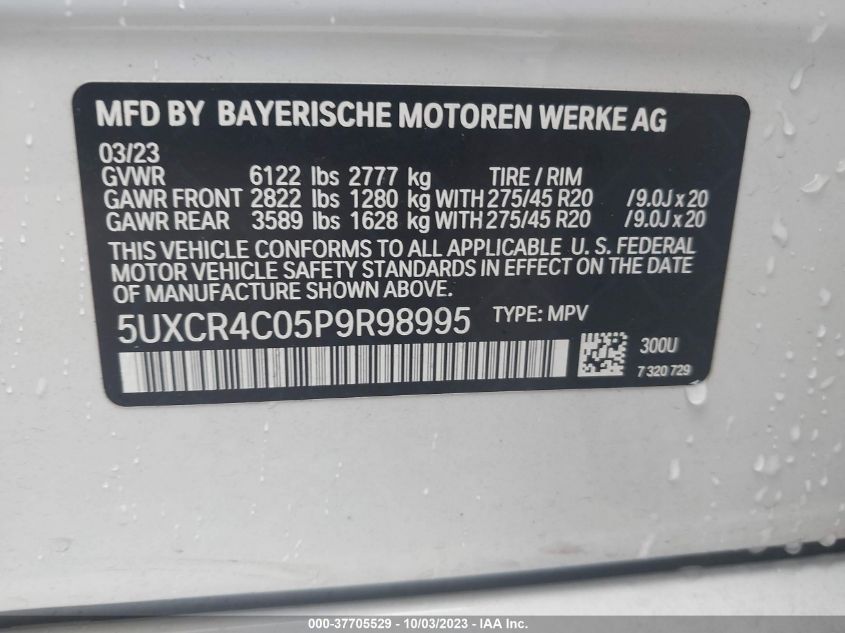 MFD BY BAYERISCHE MOTOREN WERKE AG
03/23
GVWR 6122 lbs 2777 kg TIRE / RIM
GAWR FRONT 2822 lbs 1280 kg WITH 275/45 R20 / 9.0J x 20
GAWR REAR 3589 lbs 1628 kg WITH 275/45 R20 / 9.0J x 20
THIS VEHICLE CONFORMS TO ALL APPLICABLE U. S. FEDERAL
MOTOR VEHICLE SAFETY STANDARDS IN EFFECT ON THE DATE
OF MANUFACTURE SHOWN ABOVE.
5UXCR4C05P9R98995 TYPE: MPV
300U
7 320 729
000-37705529 - 10/03/2023 - IAA Inc.